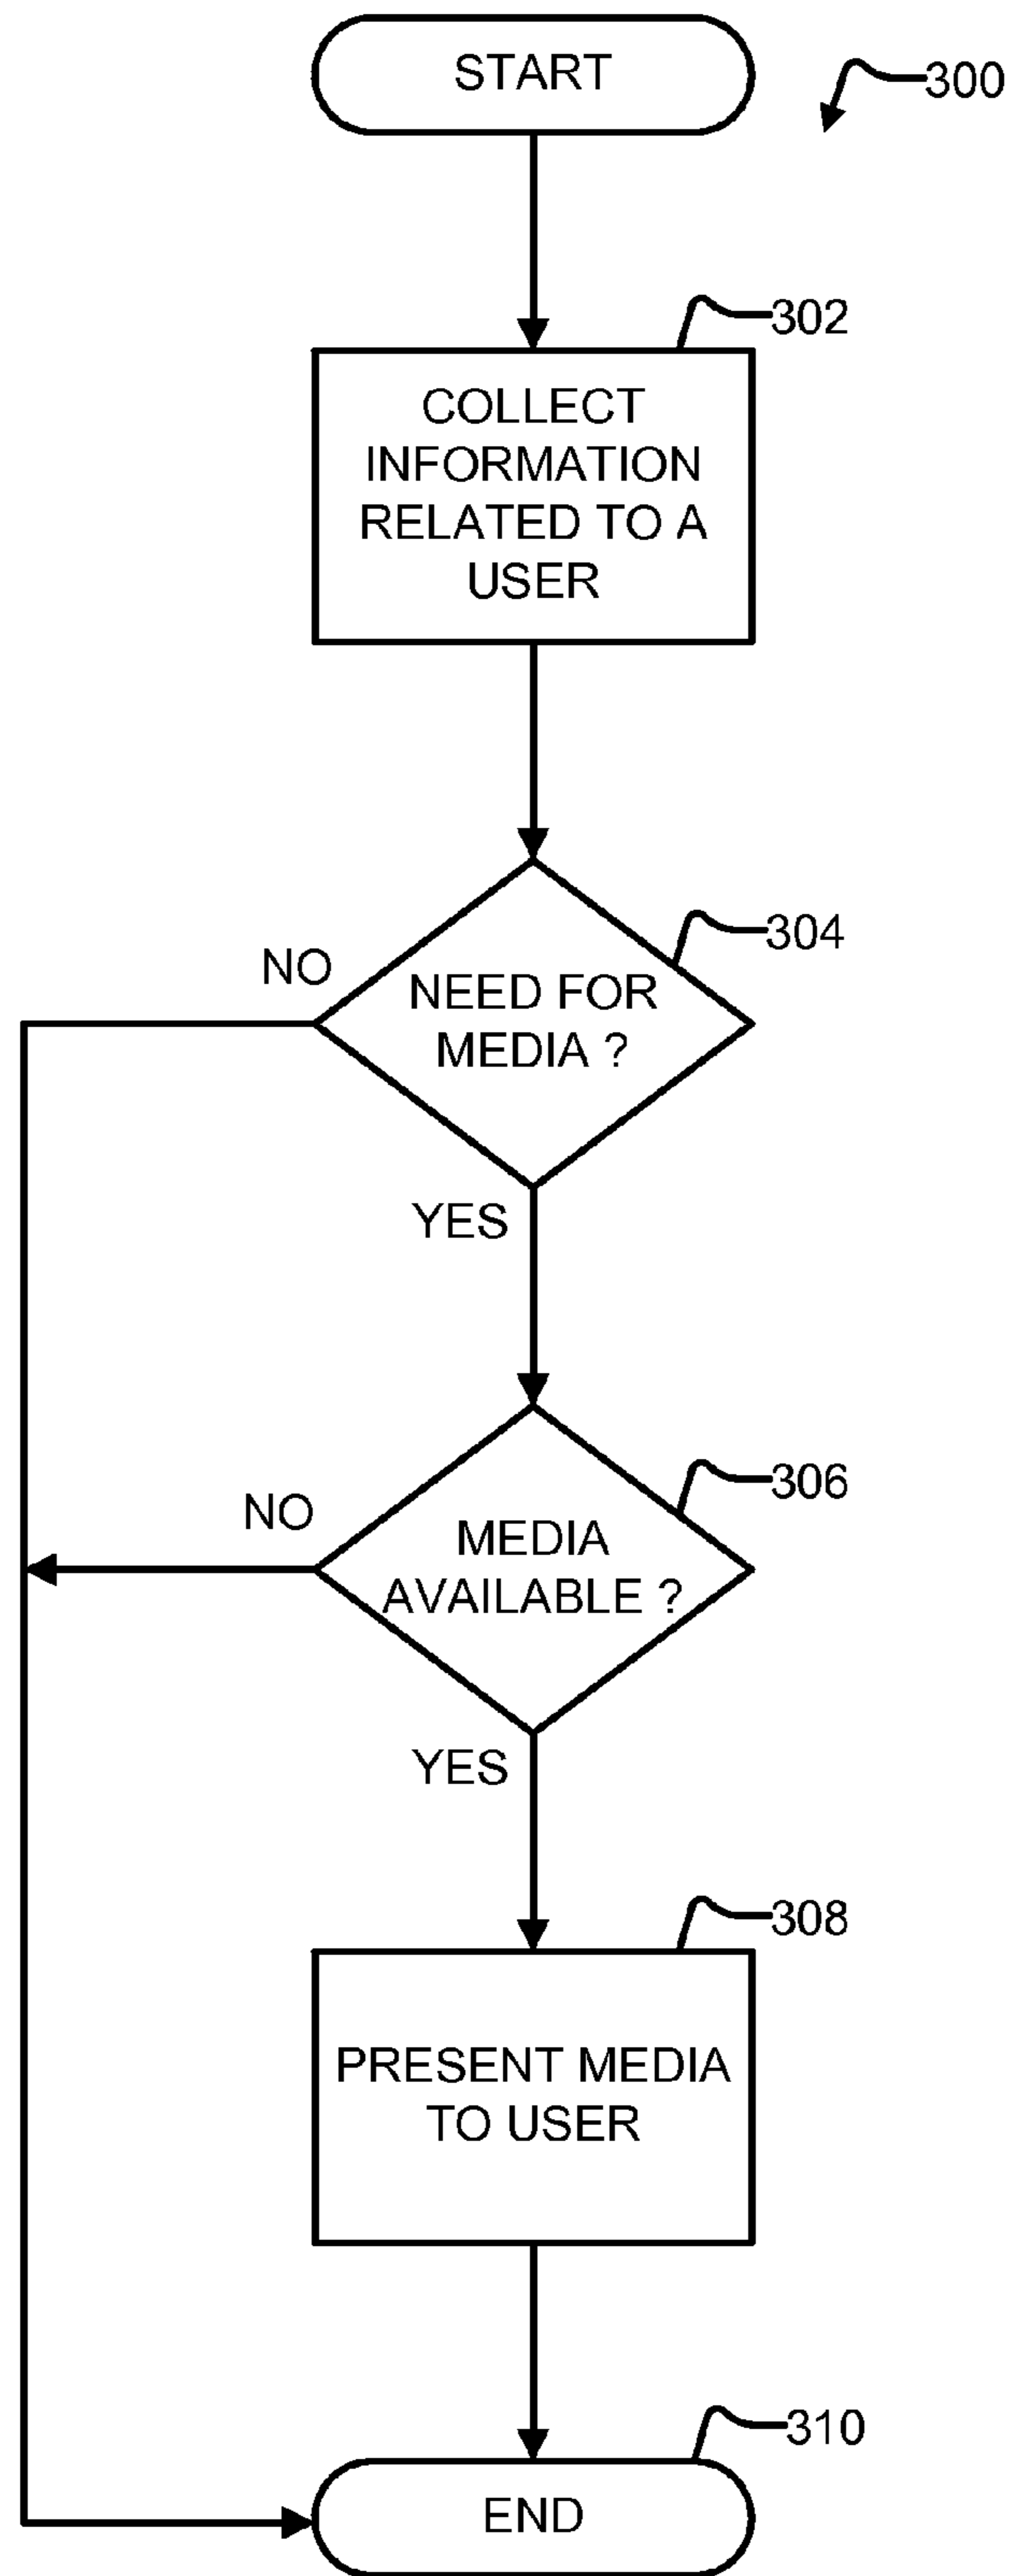 START
300
302
COLLECT
INFORMATION
RELATED TO A
USER
304
NO
NEED FOR
MEDIA ?
YES
306
NO
MEDIA
AVAILABLE ?
YES
308
PRESENT MEDIA
TO USER
310
END